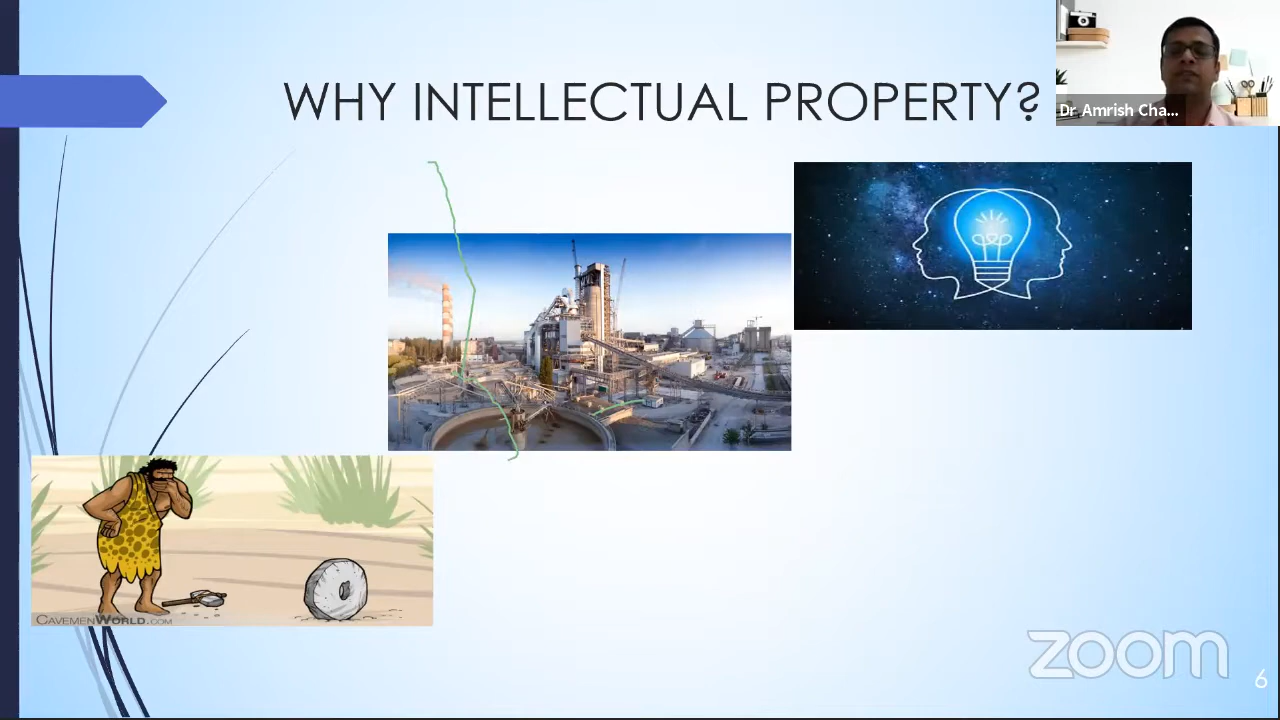 WHY INTELLECTUAL PROPERTY?
Dr Amrish Cha...
CAVEMENWORLD.COM
zoom
6